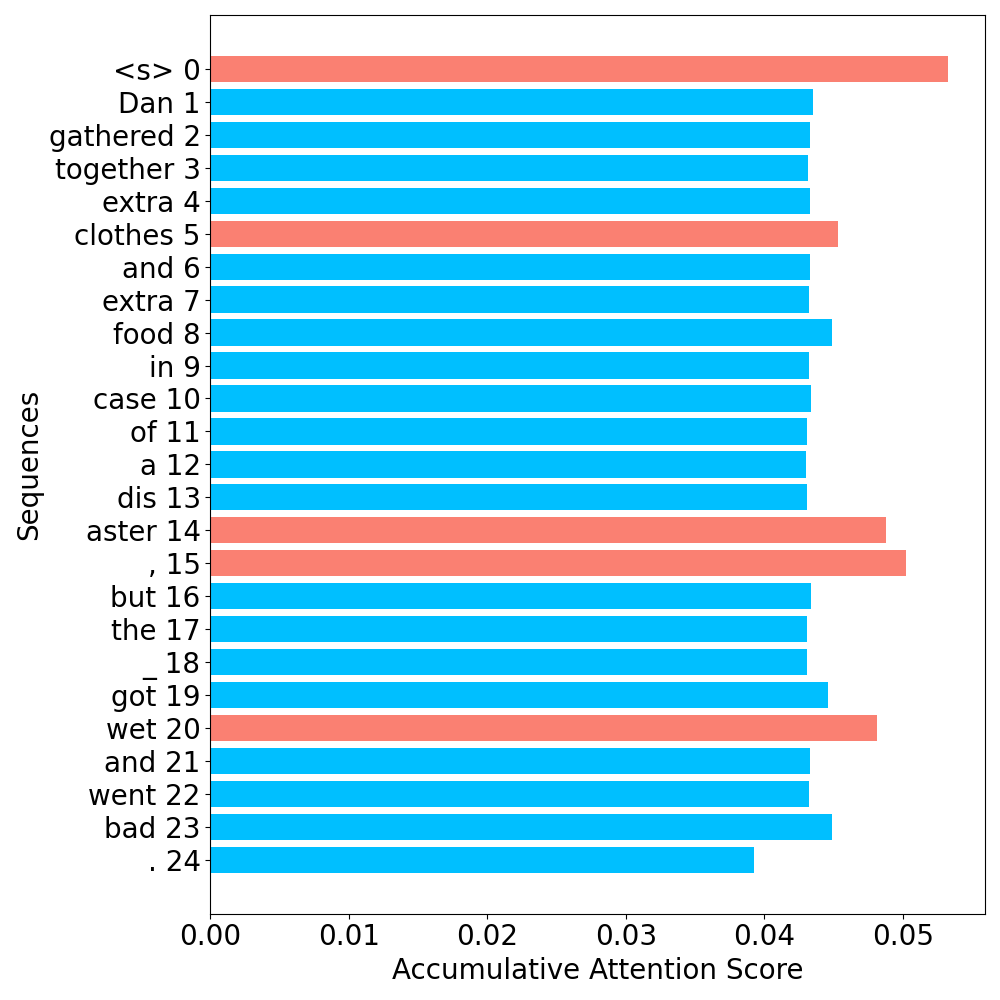 Sequences
<s> 0
Dan 1
gathered 2
together 3
extra 4
clothes 5
and 6
extra 7
food 8
in 9
case 10
of 11
a 12
dis 13
aster 14
, 15
but 16
the 17
_ 18
got 19
wet 20
and 21
went 22
bad 23
. 24
0.00 0.01 0.02 0.03 0.04 0.05
Accumulative Attention Score